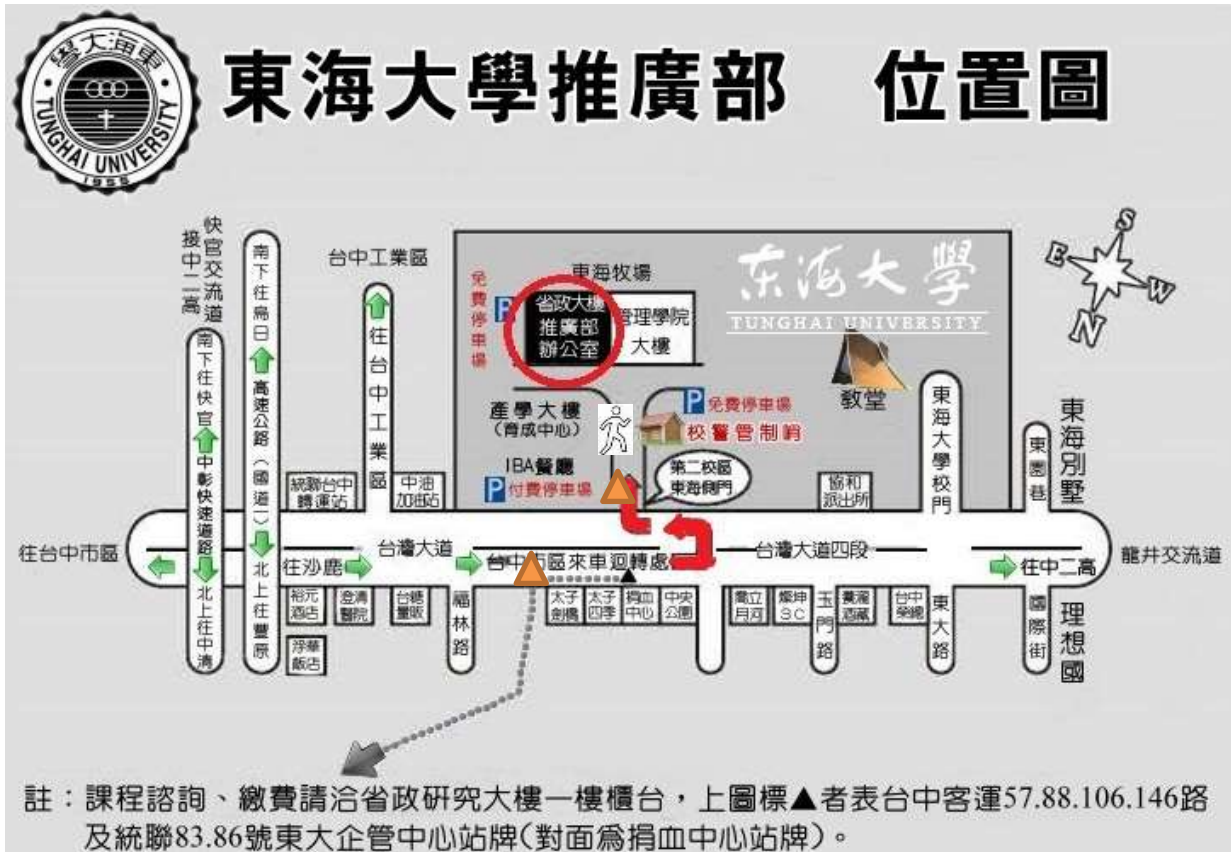 東海大學推廣部 位置圖
東海大學
TUNGHAI UNIVERSITY
1955
快官交流道
接中二高
南下往快官
中彰快速道路
北上往中清
南下往烏日
高速公路(國道一)
北上往豐原
台中工業區
往台中工業區
統聯台中
轉運站
中油
加油站
免費停車場
P
東海牧場
省政大樓
推廣部
辦公室
管理學院
大樓
东海大學
TUNGHAI UNIVERSITY
教堂
產學大樓
(育成中心)
IBA餐廳
P付費停車場
P免費停車場
校警管制哨
第二校區
東海側門
協和
派出所
東海大學校門
東園巷
東海別墅
S
E
W
N
往台中市區
台灣大道
往沙鹿
台中市區來車迴轉處
台灣大道四段
往中二高
龍井交流道
裕元
酒店
澄清
醫院
台糖
量販
福林路
太子
劍橋
太子
四季
捐血
中心
中央
公園
喬立
月河
燦坤
3C
玉門路
台中
榮總
東大路
國際街
理想國
淨華
飯店
註：課程諮詢、繳費請洽省政研究大樓一樓櫃台，上圖標▲者表台中客運57.88.106.146路
及統聯83.86號東大企管中心站牌(對面為捐血中心站牌)。